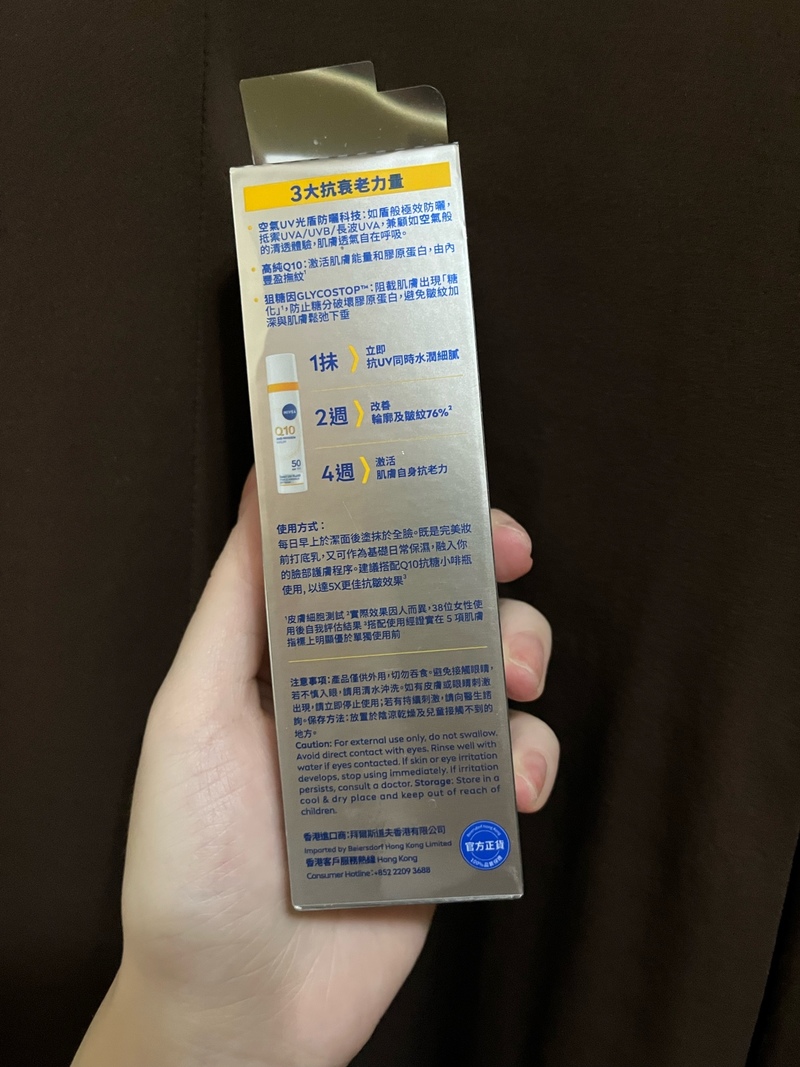 3大抗衰老力量
• 空氣UV光盾防曬科技：如盾般極效防曬，
抵禦UVA/UVB/長波UVA，兼顧如空氣般
的清透體驗，肌膚透氣自在呼吸。
• 高純Q10：激活肌膚能量和膠原蛋白，由內
豐盈撫紋¹
• 狙糖因GLYCOSTOP™：阻截肌膚出現「糖
化」¹，防止糖分破壞膠原蛋白，避免皺紋加
深與肌膚鬆弛下垂
1抹 立即
抗UV同時水潤細膩
2週 改善
輪廓及皺紋76%²
4週 激活
肌膚自身抗老力
NIVEA
Q10
50
使用方式：
每日早上於潔面後塗抹於全臉。既是完美妝
前打底乳，又可作為基礎日常保濕，融入你
的臉部護膚程序。建議搭配Q10抗糖小啡瓶
使用，以達5X更佳抗皺效果³
¹皮膚細胞測試 ²實際效果因人而異，38位女性使
用後自我評估結果 ³搭配使用經證實在 5 項肌膚
指標上明顯優於單獨使用前
注意事項：產品僅供外用，切勿吞食。避免接觸眼睛，
若不慎入眼，請用清水沖洗。如有皮膚或眼睛刺激
出現，請立即停止使用；若有持續刺激，請向醫生諮
詢。保存方法：放置於陰涼乾燥及兒童接觸不到的
地方。
Caution: For external use only, do not swallow.
Avoid direct contact with eyes. Rinse well with
water if eyes contacted. If skin or eye irritation
develops, stop using immediately. If irritation
persists, consult a doctor. Storage: Store in a
cool & dry place and keep out of reach of
children.
香港進口商：拜爾斯道夫香港有限公司
Imported by Beiersdorf Hong Kong Limited
香港客戶服務熱線 Hong Kong
Consumer Hotline：+852 2209 3688
Beiersdorf Hong Kong
官方正貨